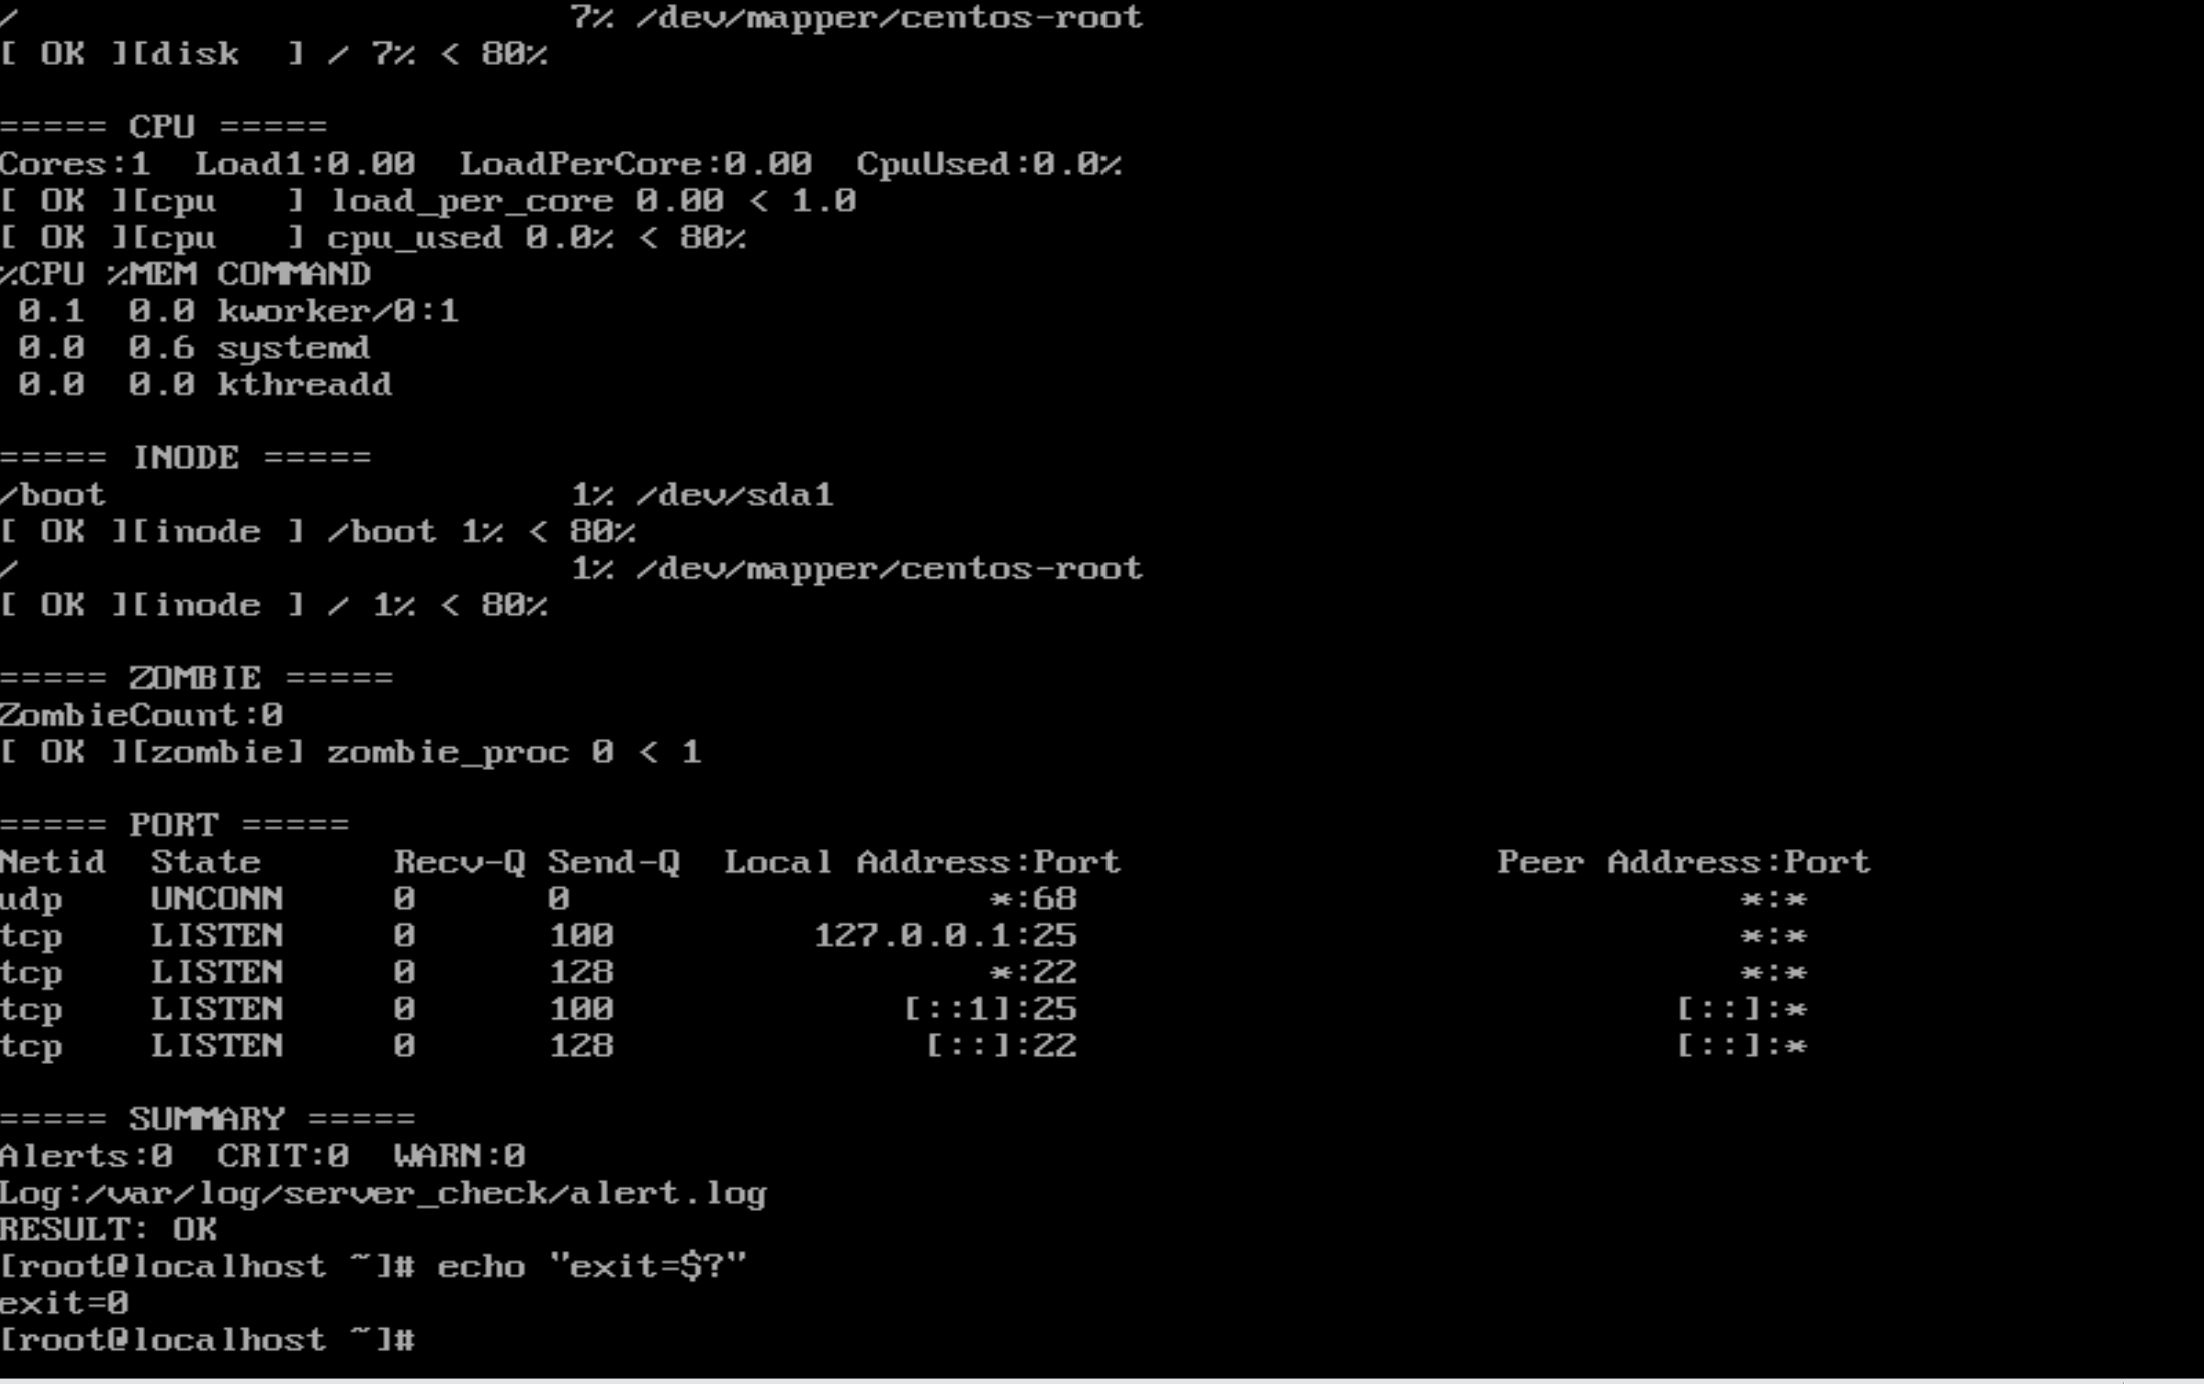 /                         7% /dev/mapper/centos-root
[ OK ][disk  ] / 7% < 80%

===== CPU =====
Cores:1  Load1:0.00  LoadPerCore:0.00  CpuUsed:0.0%
[ OK ][cpu   ] load_per_core 0.00 < 1.0
[ OK ][cpu   ] cpu_used 0.0% < 80%
%CPU %MEM COMMAND
 0.1  0.0 kworker/0:1
 0.0  0.6 systemd
 0.0  0.0 kthreadd

===== INODE =====
/boot                     1% /dev/sda1
[ OK ][inode ] /boot 1% < 80%
/                         1% /dev/mapper/centos-root
[ OK ][inode ] / 1% < 80%

===== ZOMBIE =====
ZombieCount:0
[ OK ][zombie] zombie_proc 0 < 1

===== PORT =====
Netid  State      Recv-Q Send-Q  Local Address:Port                 Peer Address:Port
udp    UNCONN     0      0                   *:68                              *:*
tcp    LISTEN     0      100         127.0.0.1:25                              *:*
tcp    LISTEN     0      128                 *:22                              *:*
tcp    LISTEN     0      100             [::1]:25                           [::]:*
tcp    LISTEN     0      128              [::]:22                           [::]:*

===== SUMMARY =====
Alerts:0  CRIT:0  WARN:0
Log:/var/log/server_check/alert.log
RESULT: OK
[root@localhost ~]# echo "exit=$?"
exit=0
[root@localhost ~]#